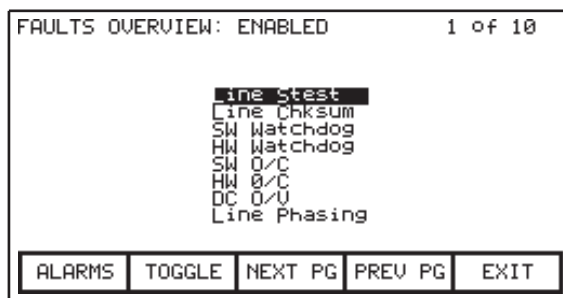 FAULTS OVERVIEW: ENABLED 1 of 10
Line Stest
Line Chksum
SW Watchdog
HW Watchdog
SW O/C
HW O/C
DC O/V
Line Phasing
ALARMS TOGGLE NEXT PG PREV PG EXIT